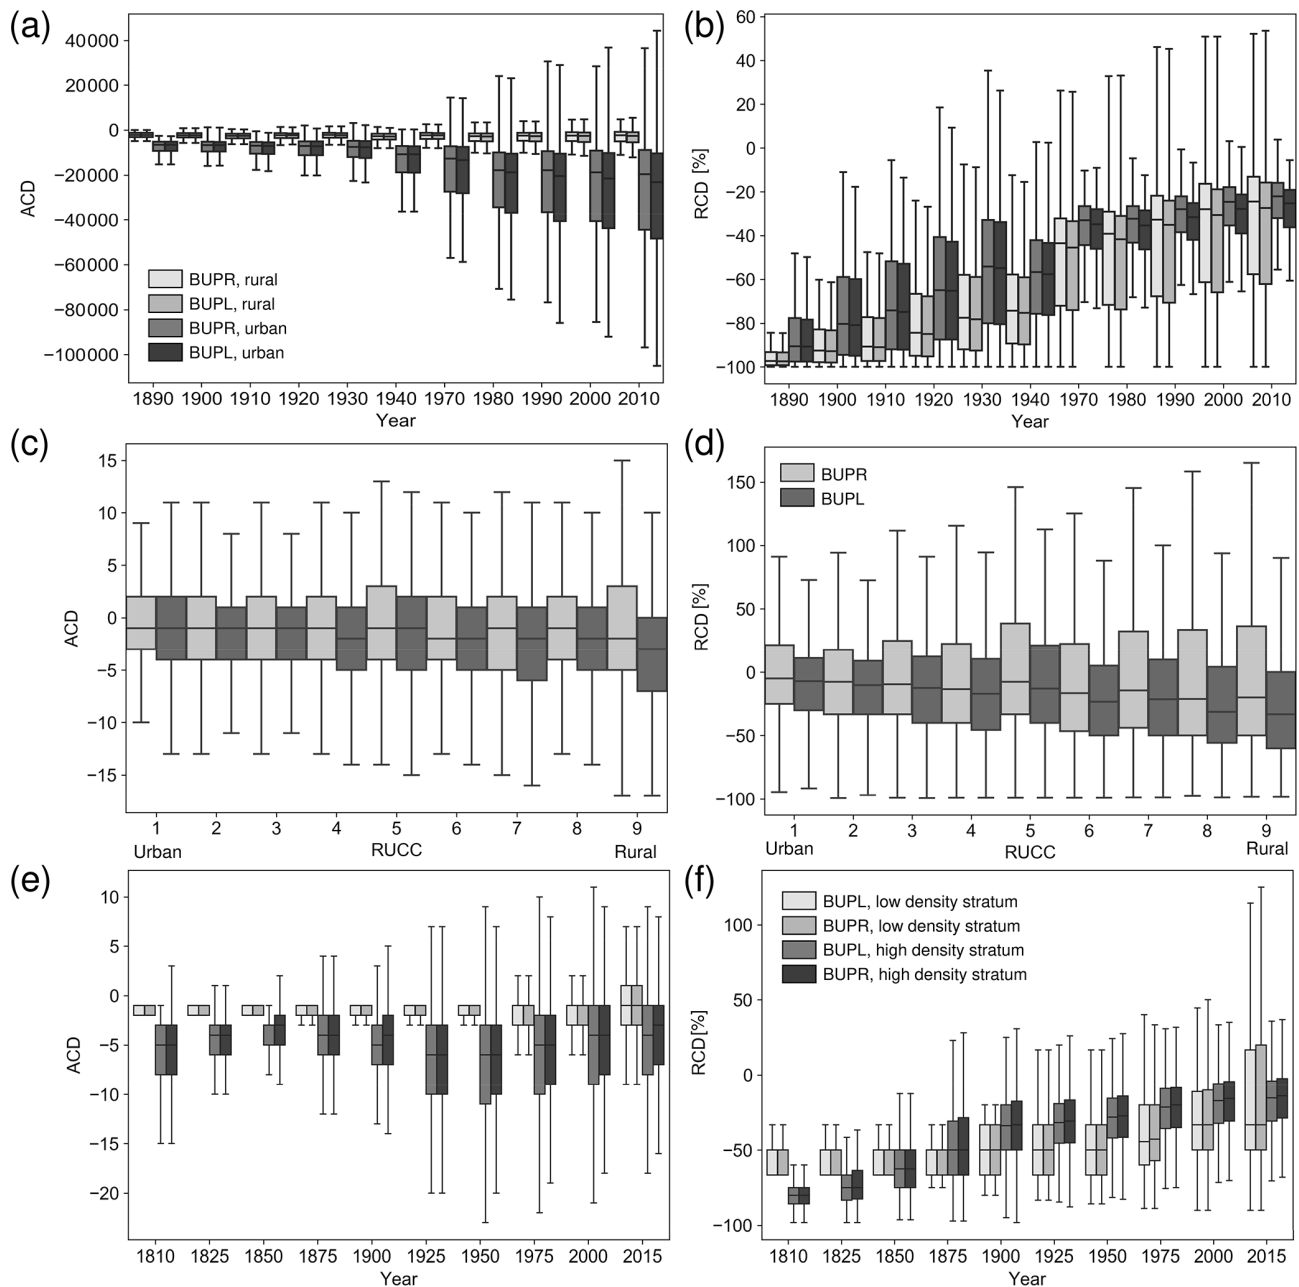 (a)
ACD
40000
20000
0
−20000
−40000
−60000
−80000
−100000
BUPR, rural
BUPL, rural
BUPR, urban
BUPL, urban
1890 1900 1910 1920 1930 1940 1970 1980 1990 2000 2010
Year
(b)
RCD [%]
60
40
20
0
−20
−40
−60
−80
−100
1890 1900 1910 1920 1930 1940 1970 1980 1990 2000 2010
Year
(c)
ACD
15
10
5
0
−5
−10
−15
1 2 3 4 5 6 7 8 9
Urban RUCC Rural
(d)
RCD [%]
150
100
50
0
−50
−100
BUPR
BUPL
1 2 3 4 5 6 7 8 9
Urban RUCC Rural
(e)
ACD
10
5
0
−5
−10
−15
−20
1810 1825 1850 1875 1900 1925 1950 1975 2000 2015
Year
(f)
RCD[%]
100
50
0
−50
−100
BUPL, low density stratum
BUPR, low density stratum
BUPL, high density stratum
BUPR, high density stratum
1810 1825 1850 1875 1900 1925 1950 1975 2000 2015
Year